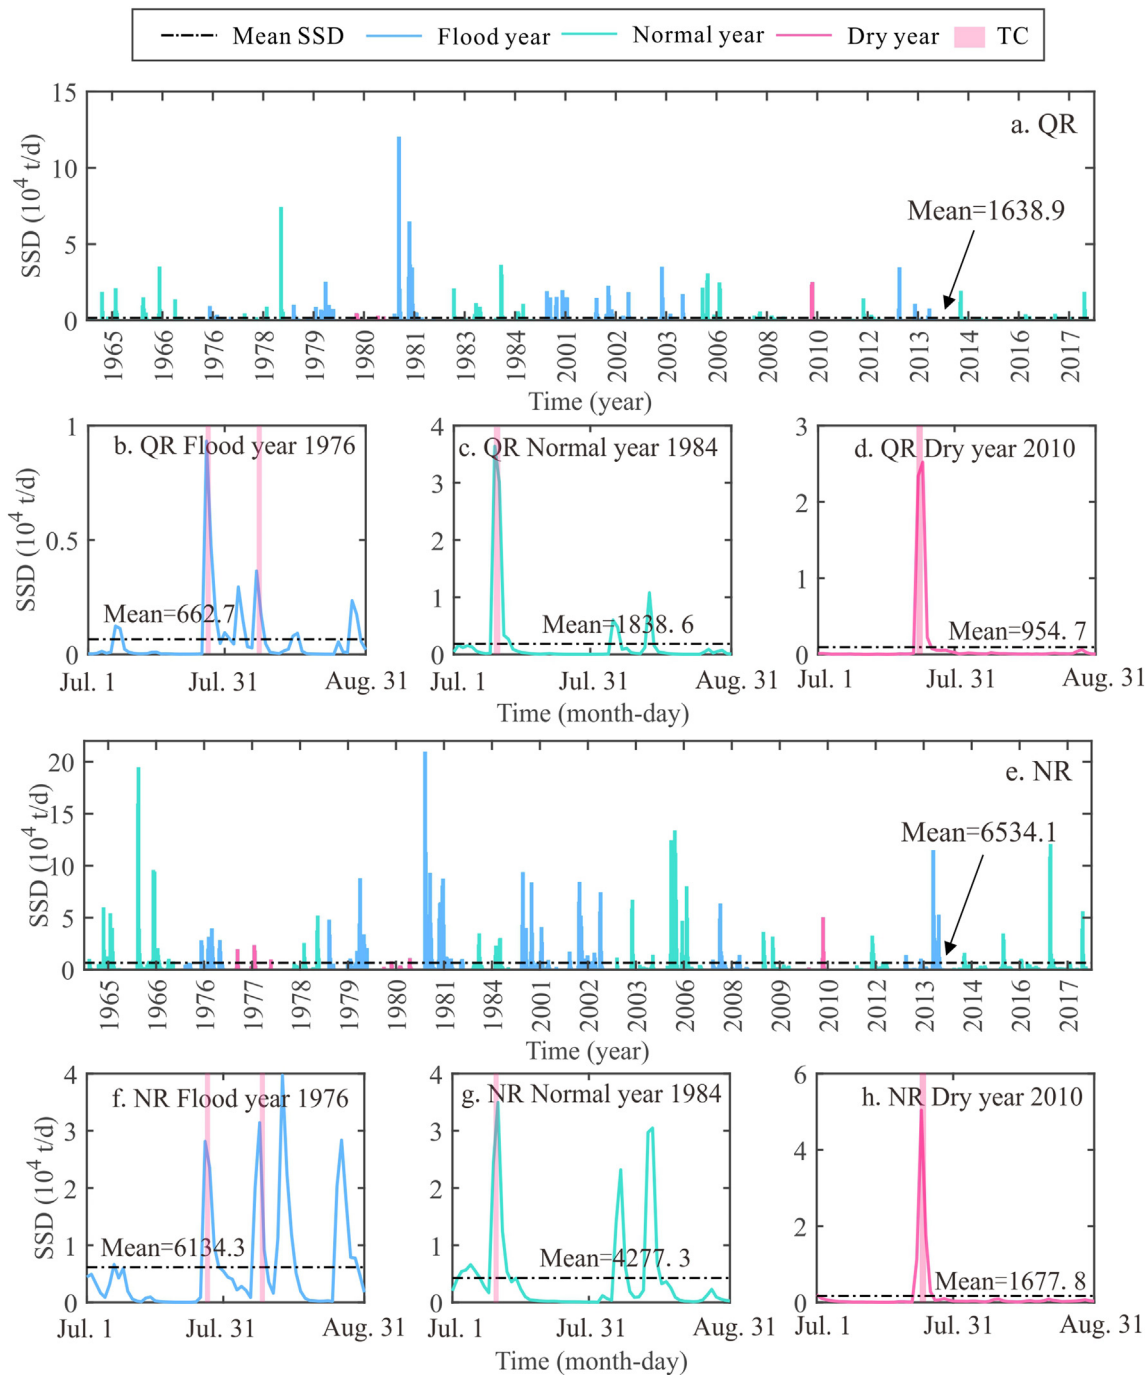 Mean SSD Flood year Normal year Dry year TC
a. QR
SSD (10⁴ t/d)
15
10
5
0
Mean=1638.9
1965 1966 1976 1978 1979 1980 1981 1983 1984 2001 2002 2003 2006 2008 2010 2012 2013 2014 2016 2017
Time (year)
b. QR Flood year 1976
SSD (10⁴ t/d)
1
0.5
0
Mean=662.7
Jul. 1 Jul. 31 Aug. 31
c. QR Normal year 1984
4
3
2
1
0
Mean=1838. 6
Jul. 1 Jul. 31 Aug. 31
d. QR Dry year 2010
3
2
1
0
Mean=954. 7
Jul. 1 Jul. 31 Aug. 31
Time (month-day)
e. NR
SSD (10⁴ t/d)
20
15
10
5
0
Mean=6534.1
1965 1966 1976 1977 1978 1979 1980 1981 1984 2001 2002 2003 2006 2008 2009 2010 2012 2013 2014 2016 2017
Time (year)
f. NR Flood year 1976
SSD (10⁴ t/d)
4
3
2
1
0
Mean=6134.3
Jul. 1 Jul. 31 Aug. 31
g. NR Normal year 1984
4
3
2
1
0
Mean=4277. 3
Jul. 1 Jul. 31 Aug. 31
h. NR Dry year 2010
6
4
2
0
Mean=1677. 8
Jul. 1 Jul. 31 Aug. 31
Time (month-day)